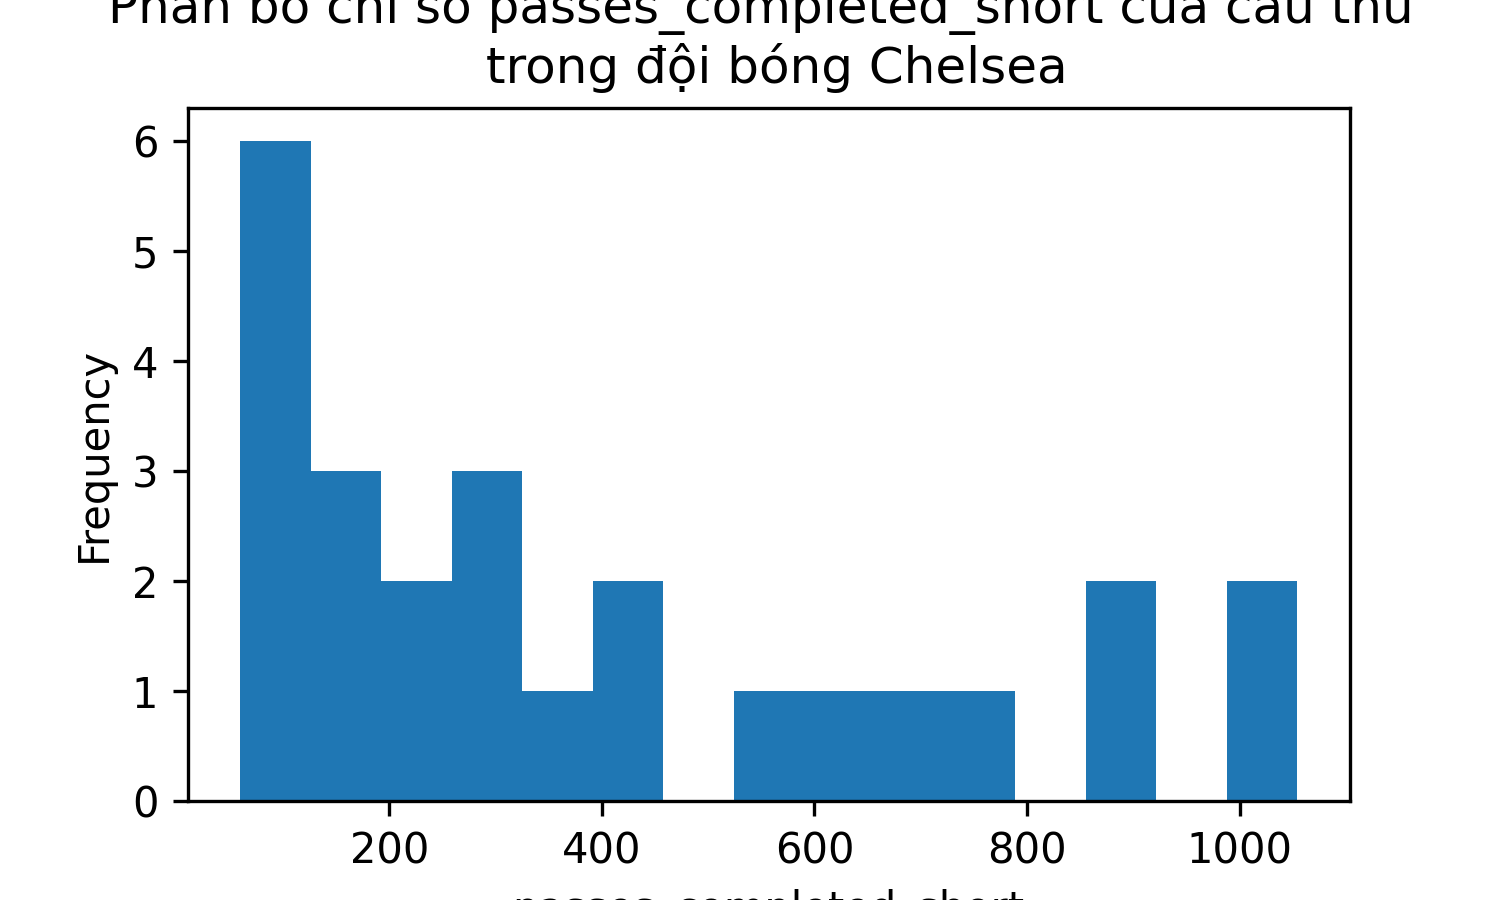 Phân bố chỉ số passes_completed_short của cầu thủ
trong đội bóng Chelsea
6
5
4
3
2
1
0
Frequency
200 400 600 800 1000
passes_completed_short